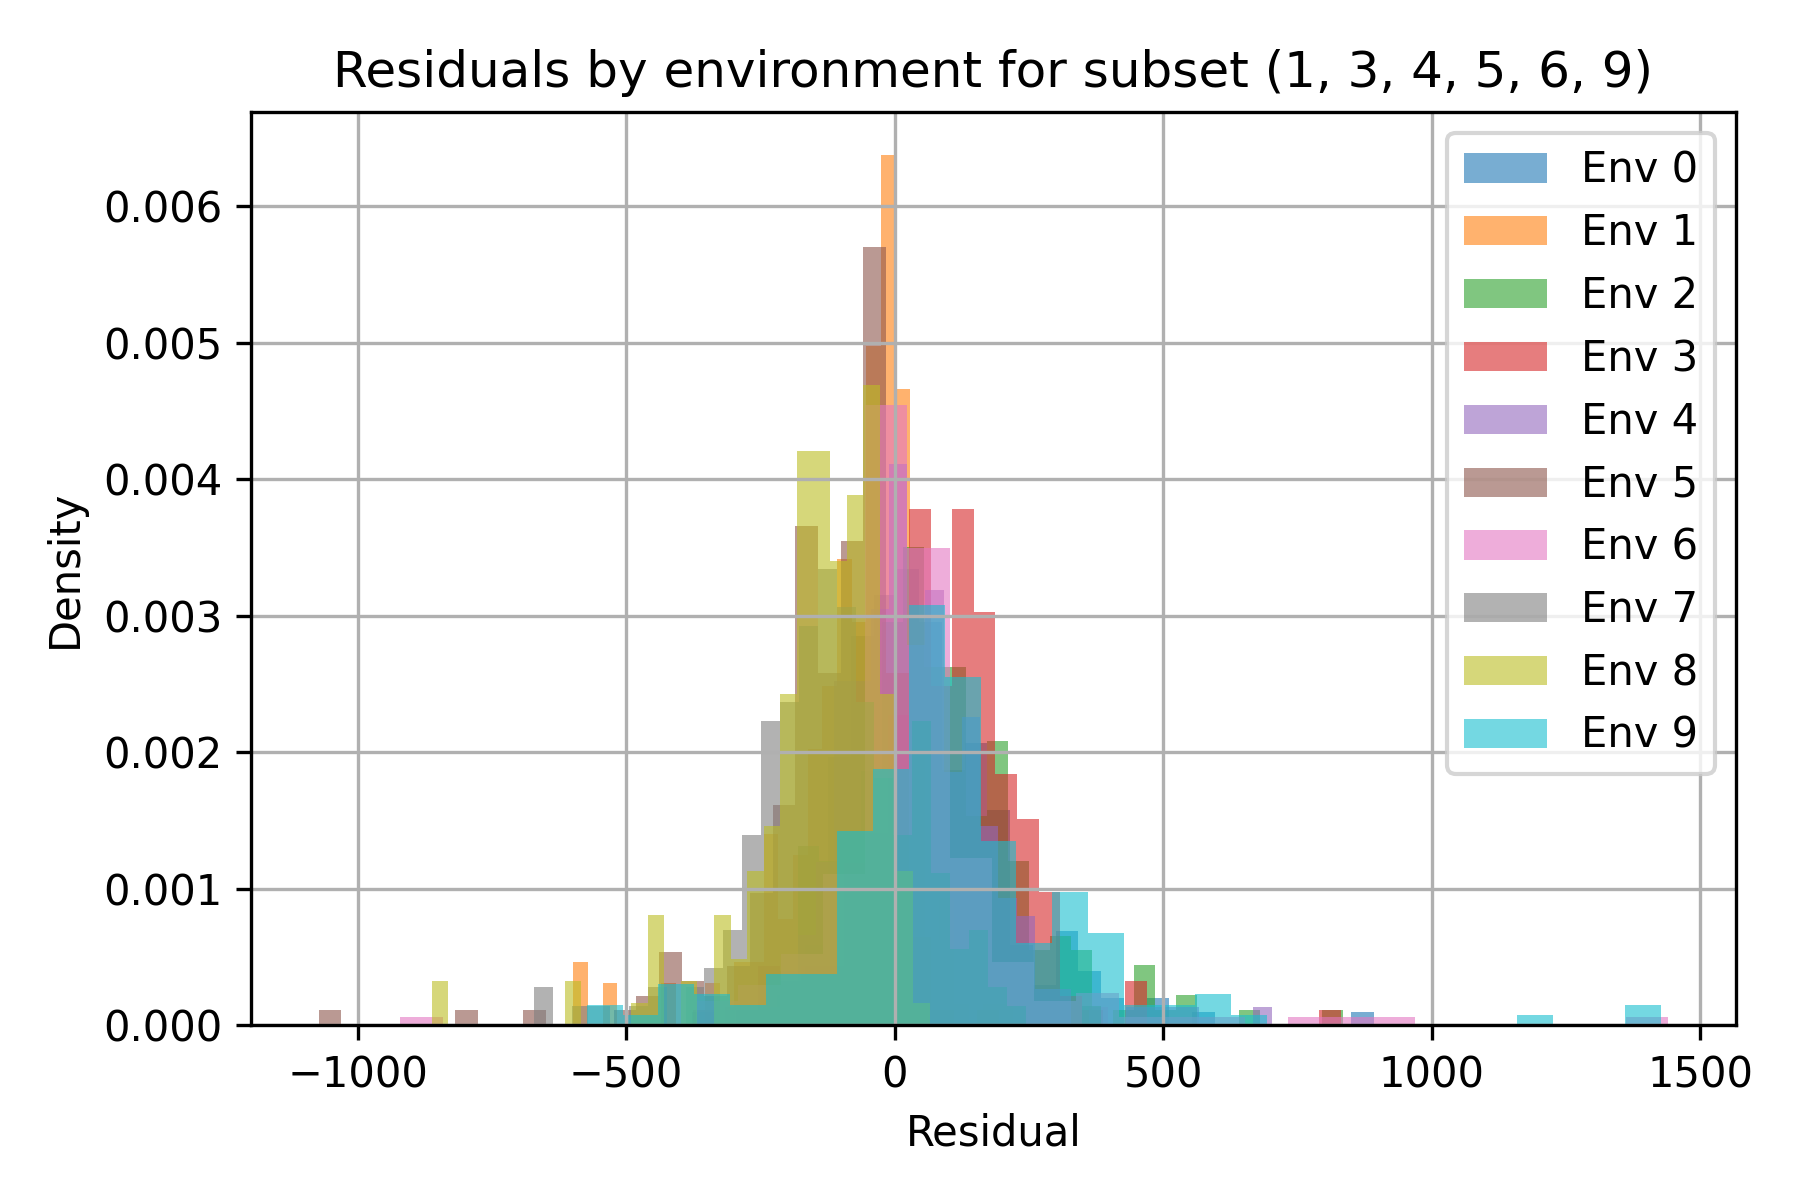 Residuals by environment for subset (1, 3, 4, 5, 6, 9)
Density
0.006
0.005
0.004
0.003
0.002
0.001
0.000
−1000
−500
0
500
1000
1500
Residual
Env 0
Env 1
Env 2
Env 3
Env 4
Env 5
Env 6
Env 7
Env 8
Env 9